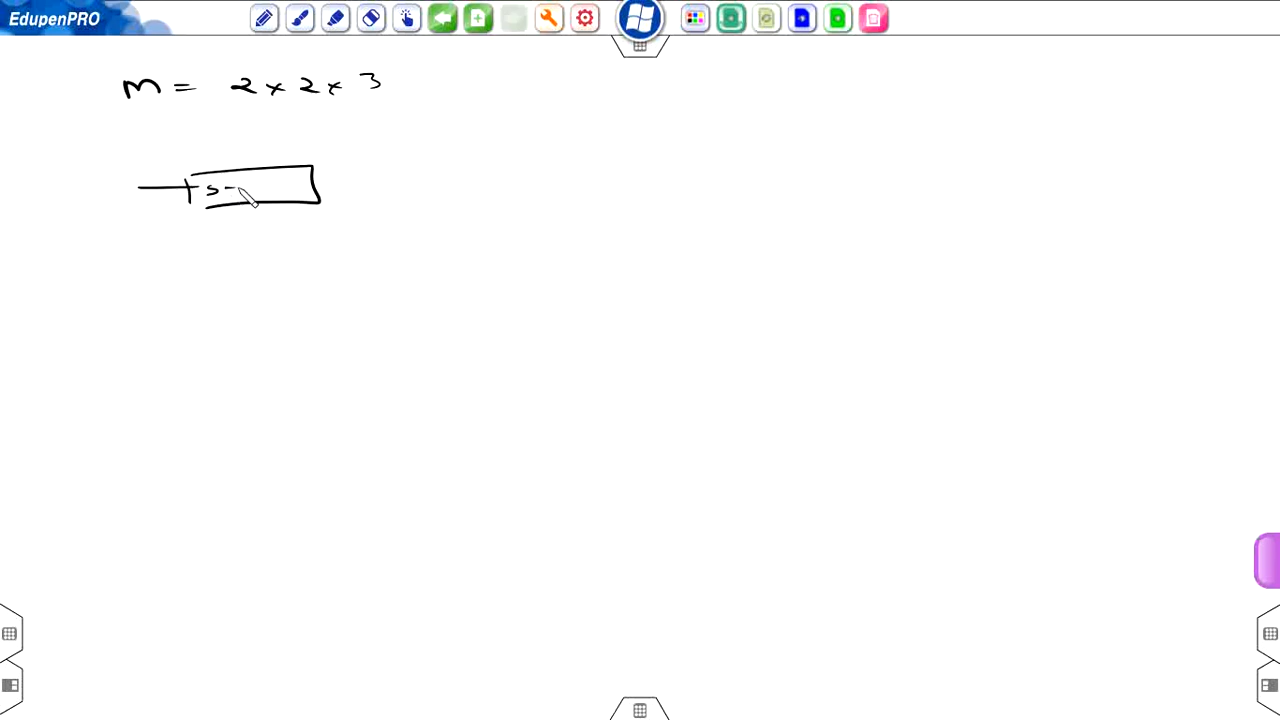 EdupenPRO
m = 2 × 2 × 3
S -